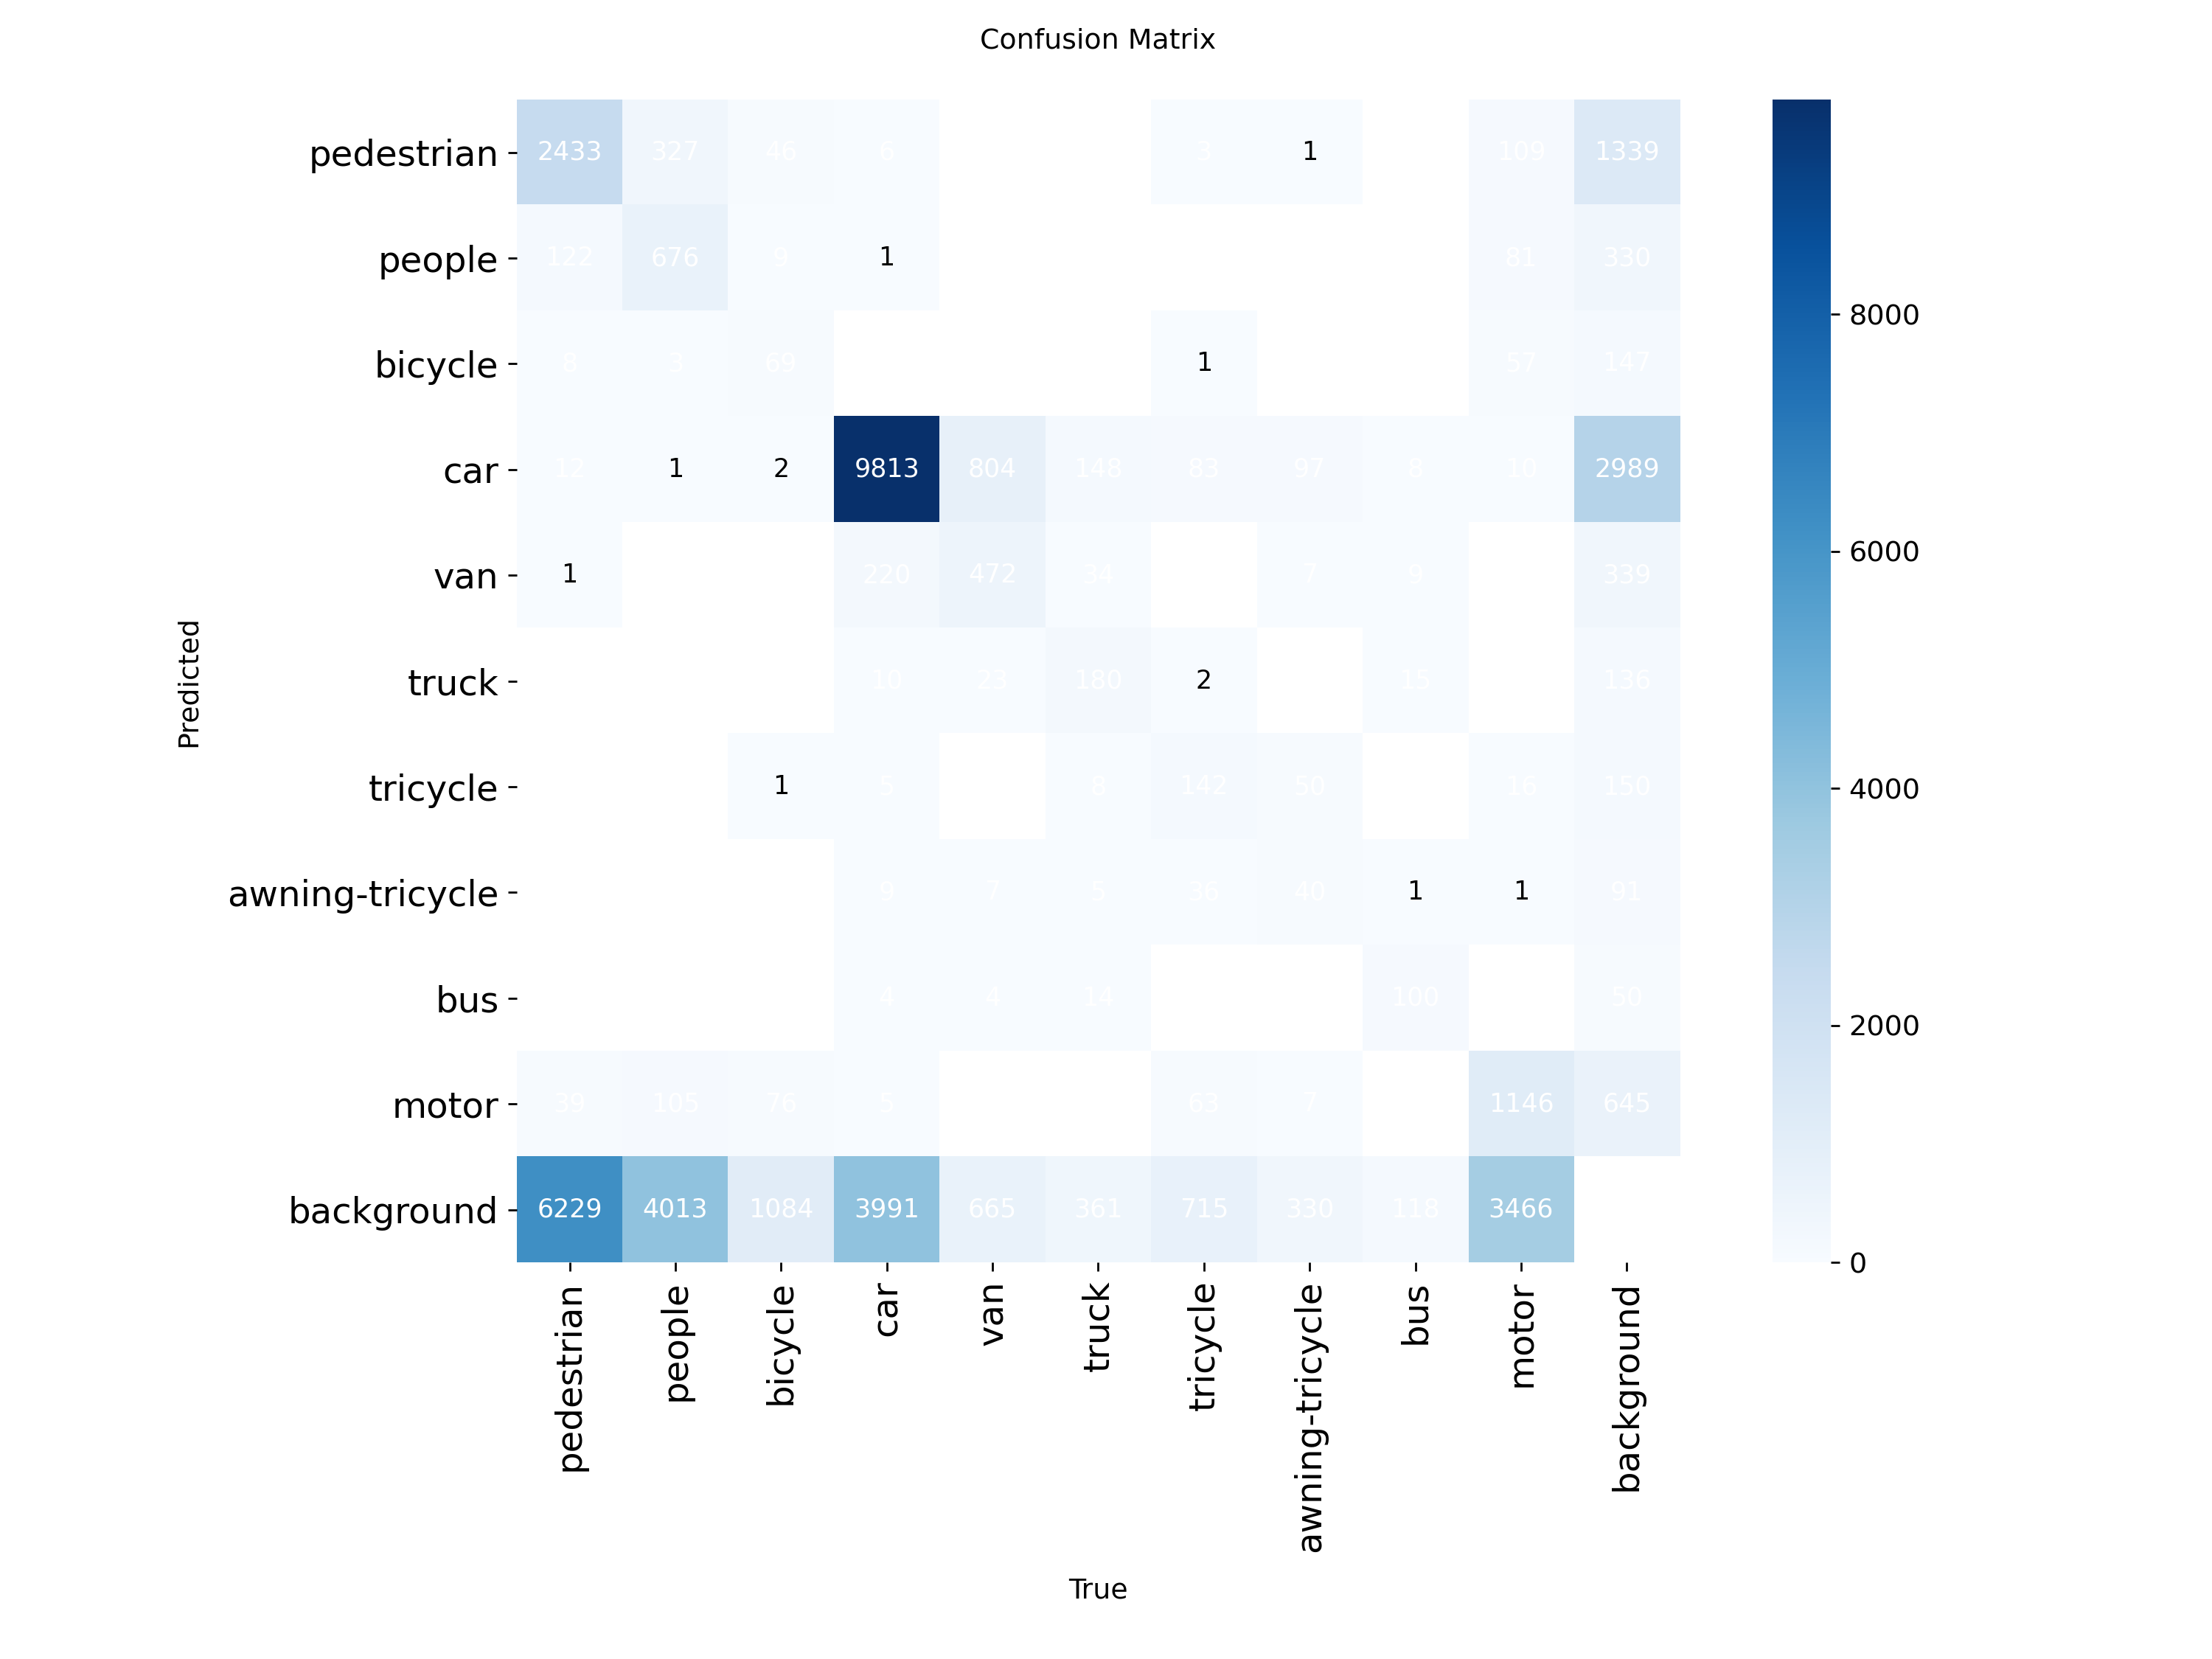 Confusion Matrix
pedestrian 2433 327 46 6 3 1 109 1339
people 122 676 9 1 81 330
bicycle 8 3 69 1 57 147
car 12 1 2 9813 804 148 83 97 8 10 2989
van 1 220 472 34 7 9 339
truck 10 23 180 2 15 136
tricycle 1 5 8 142 50 16 150
awning-tricycle 9 7 5 36 40 1 1 91
bus 4 4 14 100 50
motor 39 105 76 5 63 7 1146 645
background 6229 4013 1084 3991 665 361 715 330 118 3466
Predicted
pedestrian people bicycle car van truck tricycle awning-tricycle bus motor background
True
8000
6000
4000
2000
0